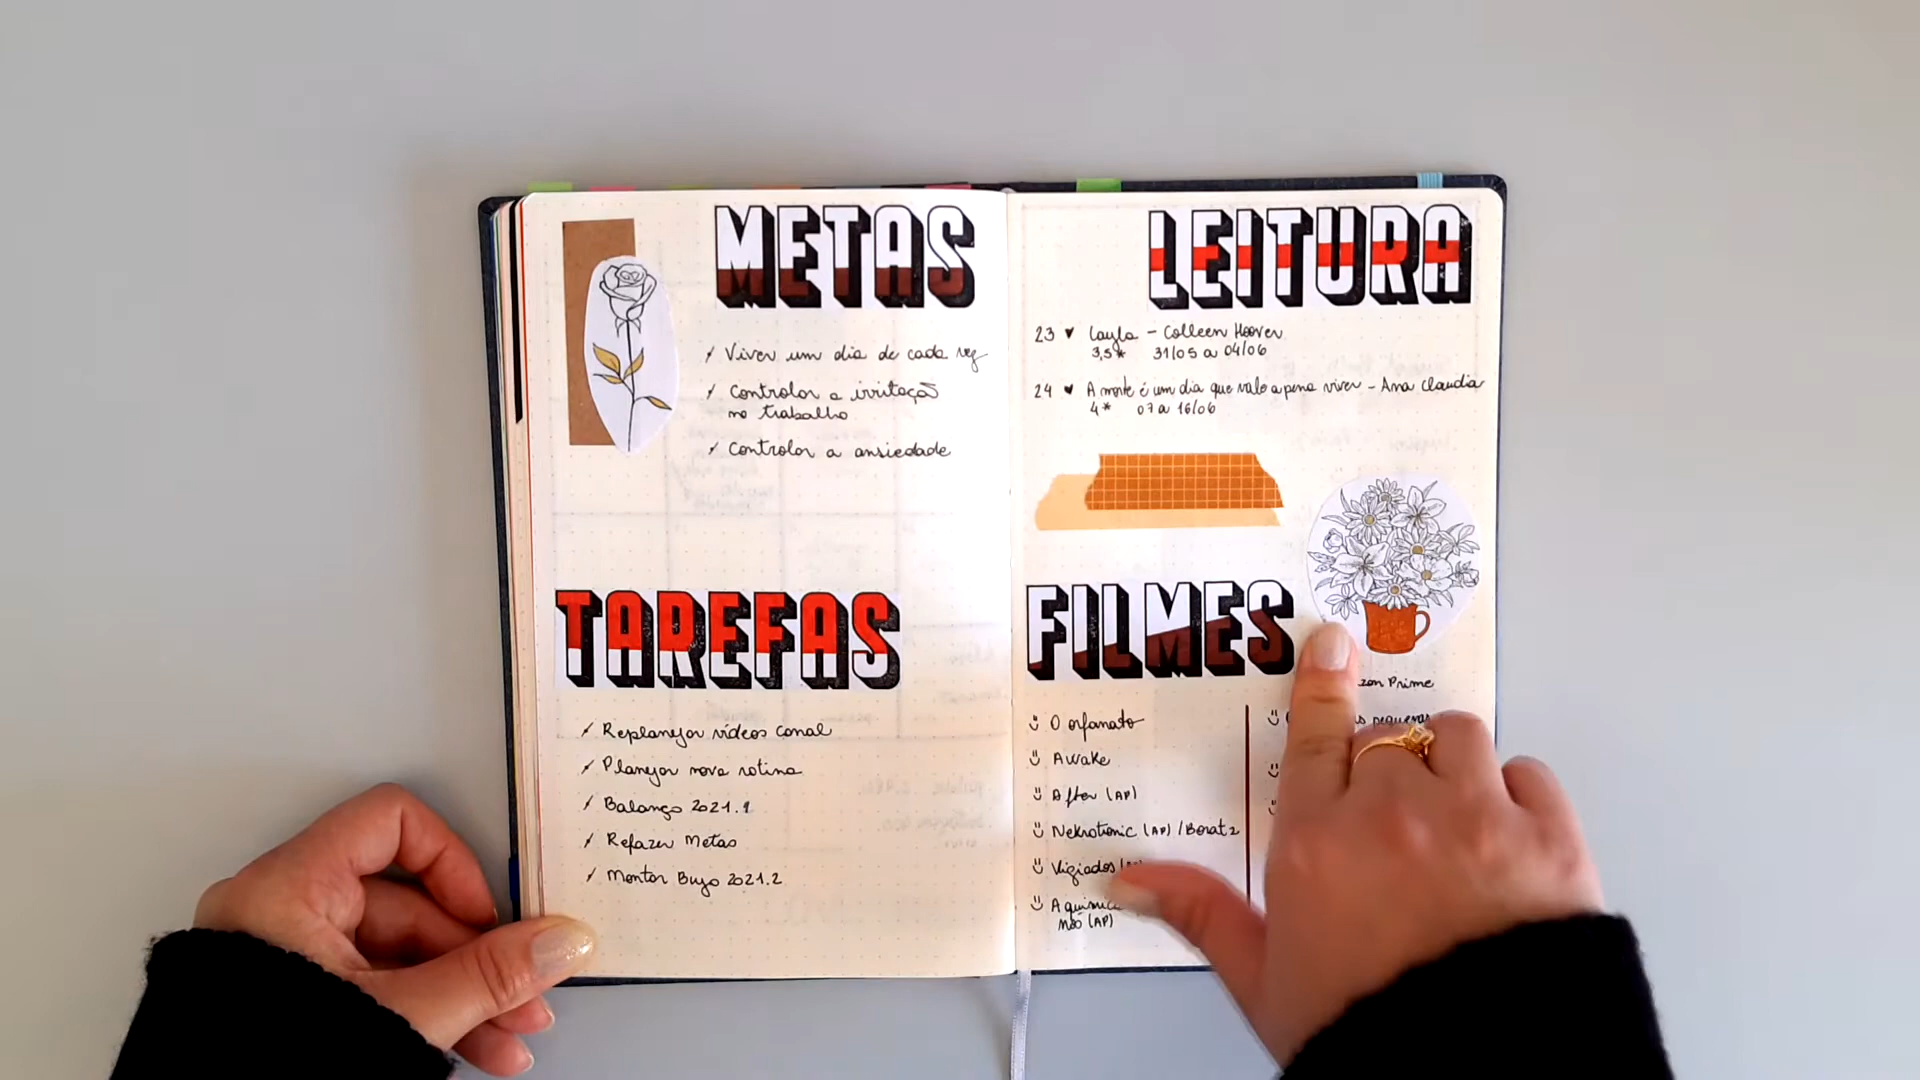 METAS
Viver um dia de cada vez
Controlar a irritação
no trabalho
Controlar a ansiedade
TAREFAS
Replanejar vídeos canal
Planejar nova rotina
Balanço 2021.1
Refazer Metas
Montar Bujo 2021.2
LEITURA
23 ♥ Layla - Colleen Hoover
3,5* 31/05 a 04/06
24 ♥ A morte é um dia que vale a pena viver - Ana Claudia
4* 07 a 16/06
FILMES
zon Prime
O orfanato
Awake
After (AP)
Nekrotronic (AP) / Borat 2
Vigiados
A química
nós (AP)
pequenas